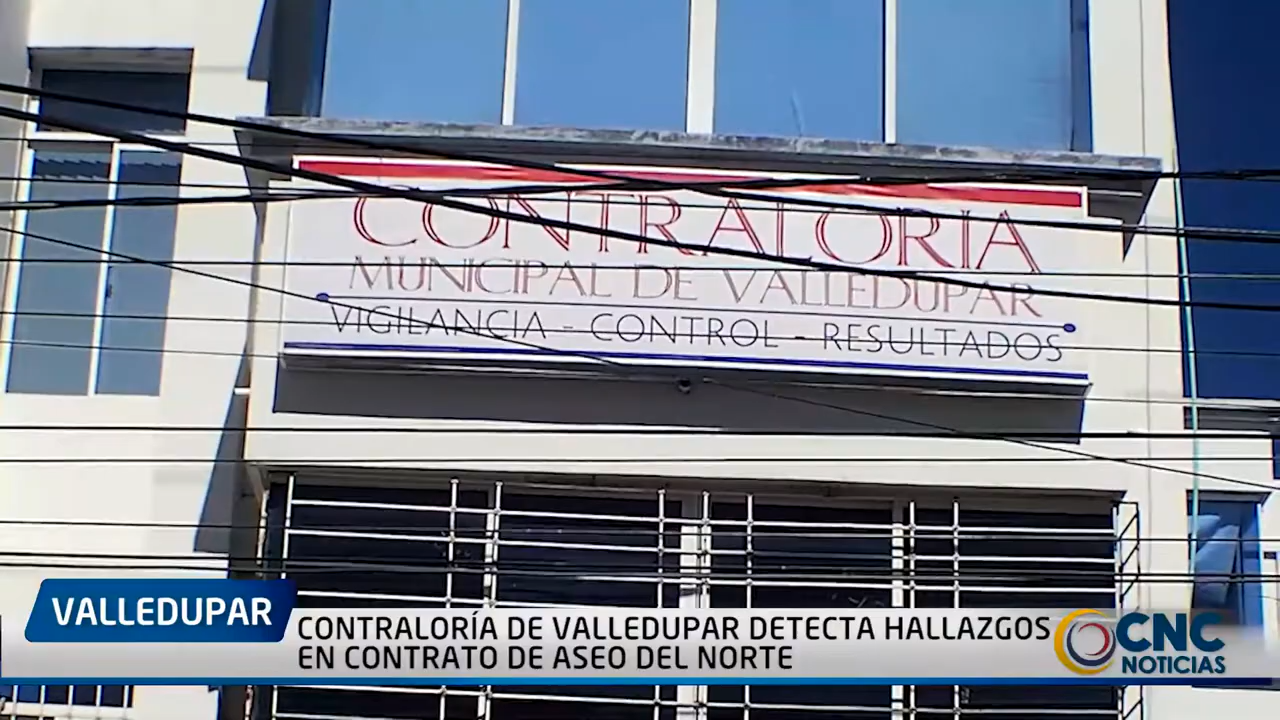 CONTRALORIA
MUNICIPAL DE VALLEDUPAR
VIGILANCIA - CONTROL - RESULTADOS
VALLEDUPAR
CONTRALORÍA DE VALLEDUPAR DETECTA HALLAZGOS
EN CONTRATO DE ASEO DEL NORTE
CNC
NOTICIAS